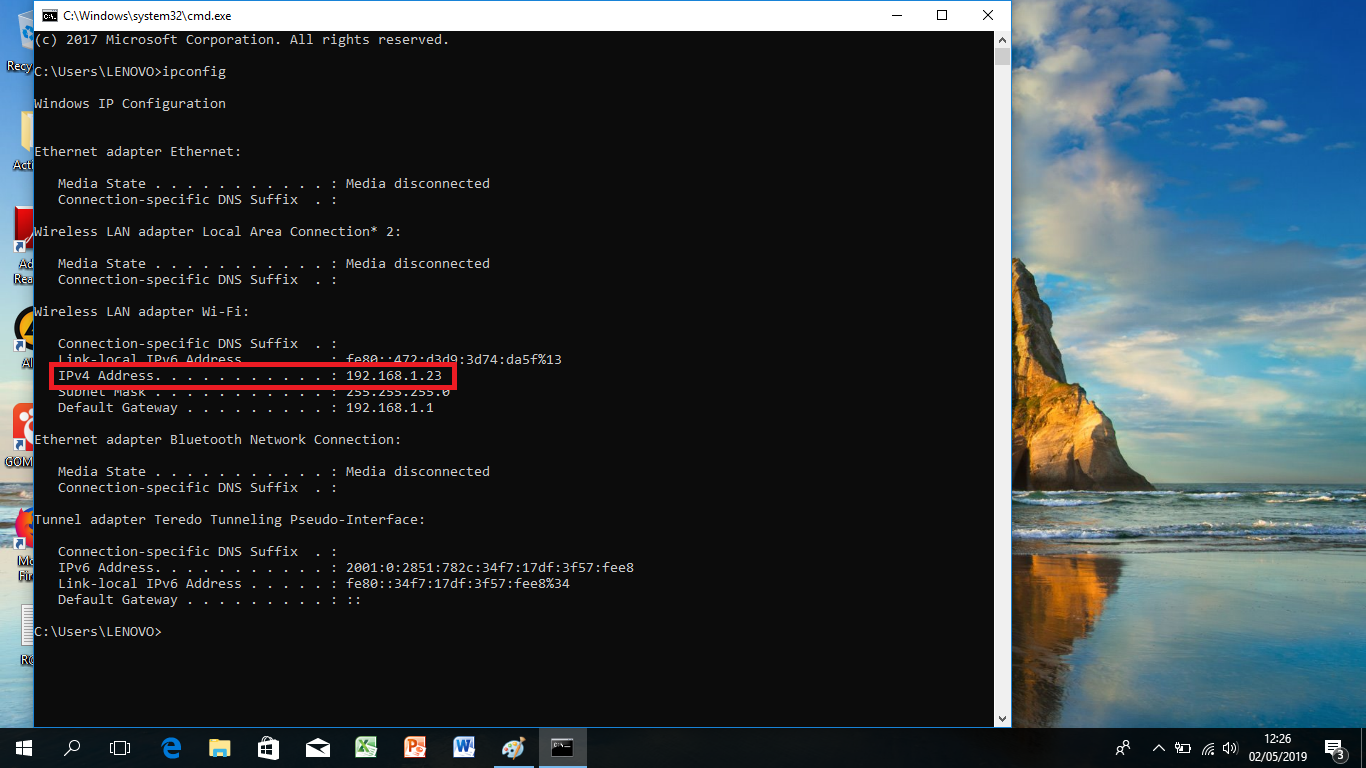 C:\Windows\system32\cmd.exe
(c) 2017 Microsoft Corporation. All rights reserved.
C:\Users\LENOVO>ipconfig
Windows IP Configuration
Ethernet adapter Ethernet:
Media State . . . . . . . . . . . : Media disconnected
Connection-specific DNS Suffix  . :
Wireless LAN adapter Local Area Connection* 2:
Media State . . . . . . . . . . . : Media disconnected
Connection-specific DNS Suffix  . :
Wireless LAN adapter Wi-Fi:
Connection-specific DNS Suffix  . :
Link-local IPv6 Address . . . . . : fe80::472:d3d9:3d74:da5f%13
IPv4 Address. . . . . . . . . . . : 192.168.1.23
Subnet Mask . . . . . . . . . . . : 255.255.255.0
Default Gateway . . . . . . . . . : 192.168.1.1
Ethernet adapter Bluetooth Network Connection:
Media State . . . . . . . . . . . : Media disconnected
Connection-specific DNS Suffix  . :
Tunnel adapter Teredo Tunneling Pseudo-Interface:
Connection-specific DNS Suffix  . :
IPv6 Address. . . . . . . . . . . : 2001:0:2851:782c:34f7:17df:3f57:fee8
Link-local IPv6 Address . . . . . : fe80::34f7:17df:3f57:fee8%34
Default Gateway . . . . . . . . . : ::
C:\Users\LENOVO>
Recy
Acti
Rea
GOM
Mo
Fir
12:26
02/05/2019
3